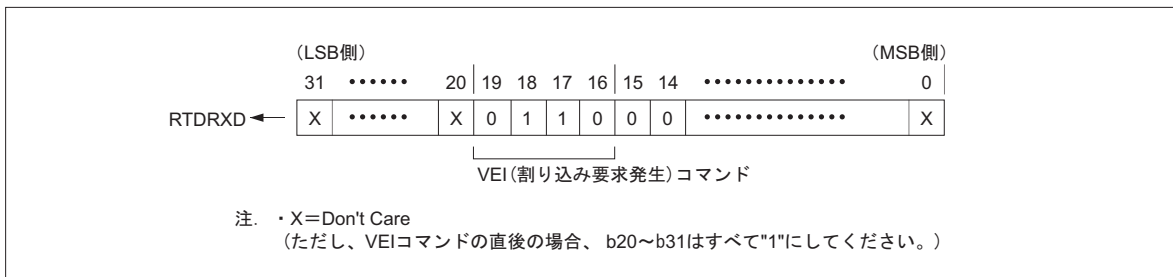 (LSB側) (MSB側)
31 •••••• 20 19 18 17 16 15 14 •••••••••••••• 0
RTDRXD X •••••• X 0 1 1 0 0 0 •••••••••••••• X
VEI(割り込み要求発生)コマンド
注. ・X=Don't Care
(ただし、VEIコマンドの直後の場合、 b20〜b31はすべて"1"にしてください。)